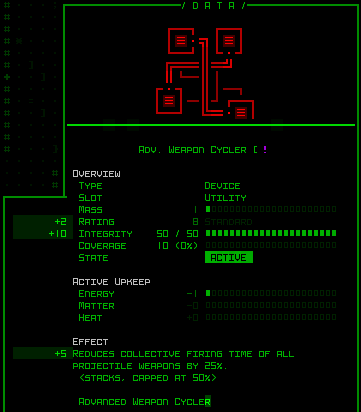 / D A T A /
Adv. Weapon Cycler [ !
Overview
Type Device
Slot Utility
Mass 1
+2 Rating 8 Standard
+10 Integrity 50 / 50
Coverage 10 (0%)
State ACTIVE
Active Upkeep
Energy -1
Matter -0
Heat +0
Effect
+5 Reduces collective firing time of all
projectile weapons by 25%.
<stacks, capped at 50%>
Advanced Weapon Cycler